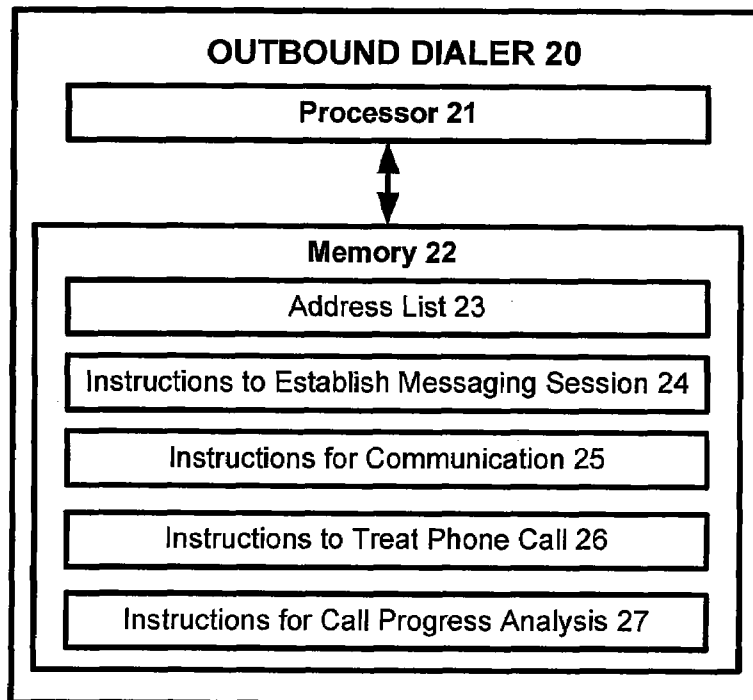 OUTBOUND DIALER 20
Processor 21
Memory 22
Address List 23
Instructions to Establish Messaging Session 24
Instructions for Communication 25
Instructions to Treat Phone Call 26
Instructions for Call Progress Analysis 27